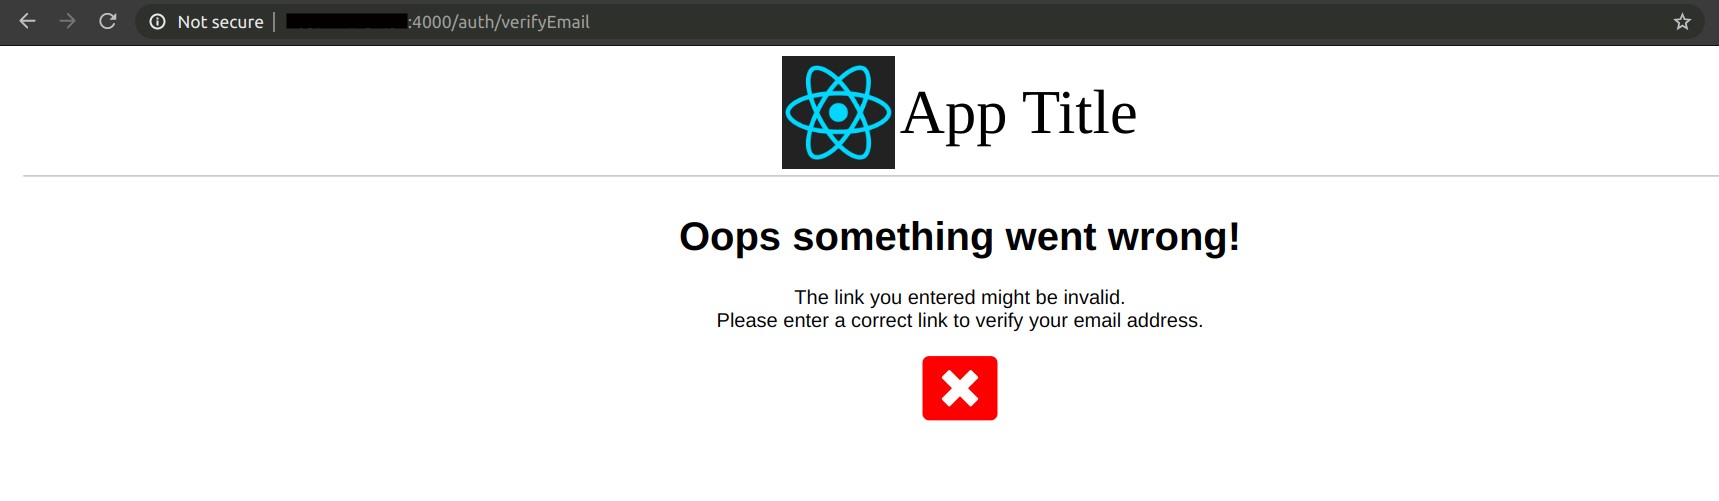 Not secure | :4000/auth/verifyEmail
App Title
Oops something went wrong!
The link you entered might be invalid.
Please enter a correct link to verify your email address.